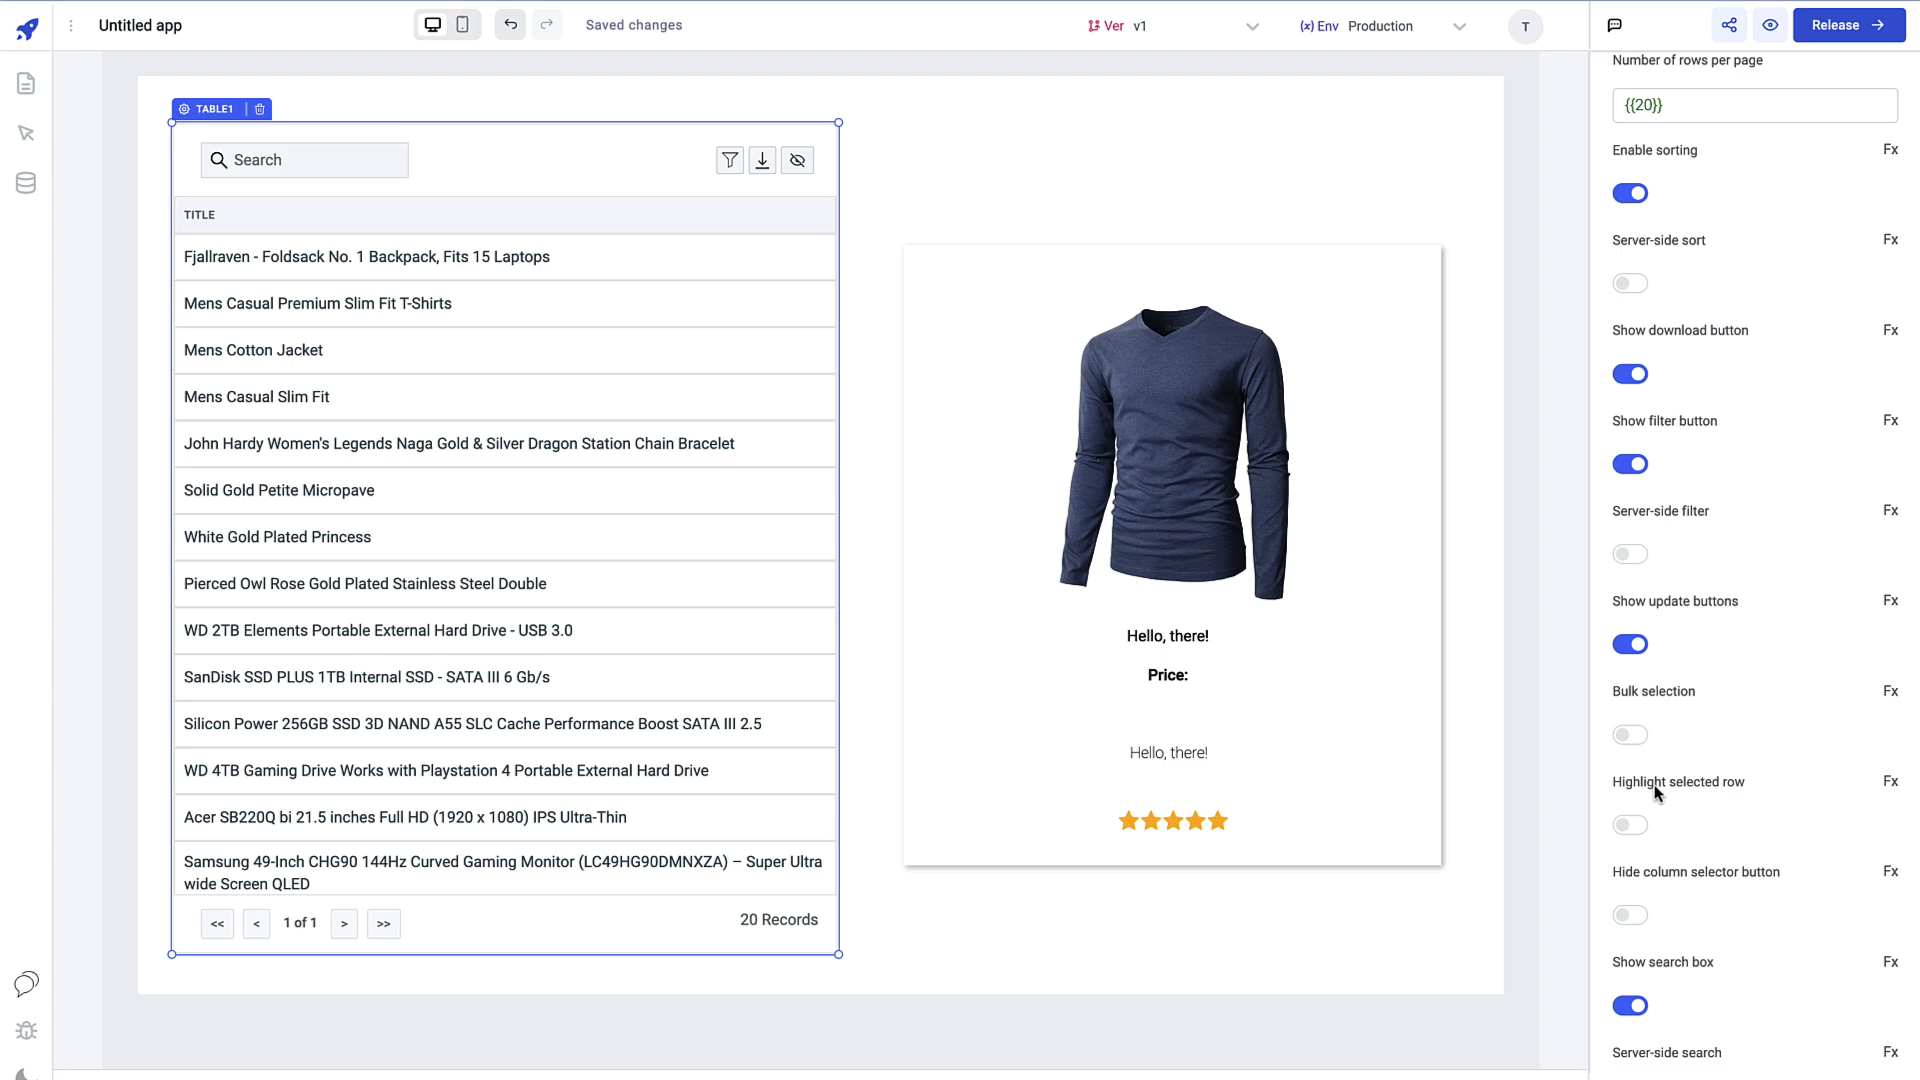 Untitled app
Saved changes
Ver v1
(x) Env Production
T
Release
TABLE1
Search
TITLE
Fjallraven - Foldsack No. 1 Backpack, Fits 15 Laptops
Mens Casual Premium Slim Fit T-Shirts
Mens Cotton Jacket
Mens Casual Slim Fit
John Hardy Women's Legends Naga Gold & Silver Dragon Station Chain Bracelet
Solid Gold Petite Micropave
White Gold Plated Princess
Pierced Owl Rose Gold Plated Stainless Steel Double
WD 2TB Elements Portable External Hard Drive - USB 3.0
SanDisk SSD PLUS 1TB Internal SSD - SATA III 6 Gb/s
Silicon Power 256GB SSD 3D NAND A55 SLC Cache Performance Boost SATA III 2.5
WD 4TB Gaming Drive Works with Playstation 4 Portable External Hard Drive
Acer SB220Q bi 21.5 inches Full HD (1920 x 1080) IPS Ultra-Thin
Samsung 49-Inch CHG90 144Hz Curved Gaming Monitor (LC49HG90DMNXZA) – Super Ultra
wide Screen QLED
<< < 1 of 1 > >>
20 Records
Hello, there!
Price:
Hello, there!
Number of rows per page
{{20}}
Enable sorting Fx
Server-side sort Fx
Show download button Fx
Show filter button Fx
Server-side filter Fx
Show update buttons Fx
Bulk selection Fx
Highlight selected row Fx
Hide column selector button Fx
Show search box Fx
Server-side search Fx